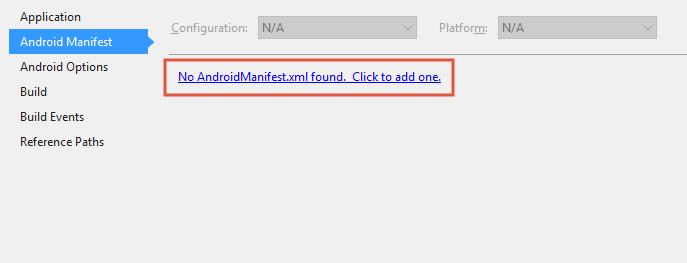 Application
Android Manifest
Android Options
Build
Build Events
Reference Paths
Configuration: N/A Platform: N/A
No AndroidManifest.xml found. Click to add one.